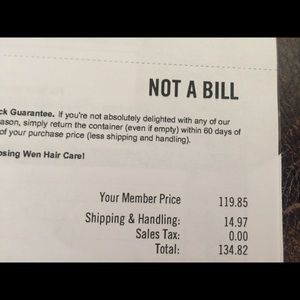 NOT A BILL
ck Guarantee. If you're not absolutely delighted with any of our
ason, simply return the container (even if empty) within 60 days of
of your purchase price (less shipping and handling).
osing Wen Hair Care!
Your Member Price 119.85
Shipping & Handling: 14.97
Sales Tax: 0.00
Total: 134.82